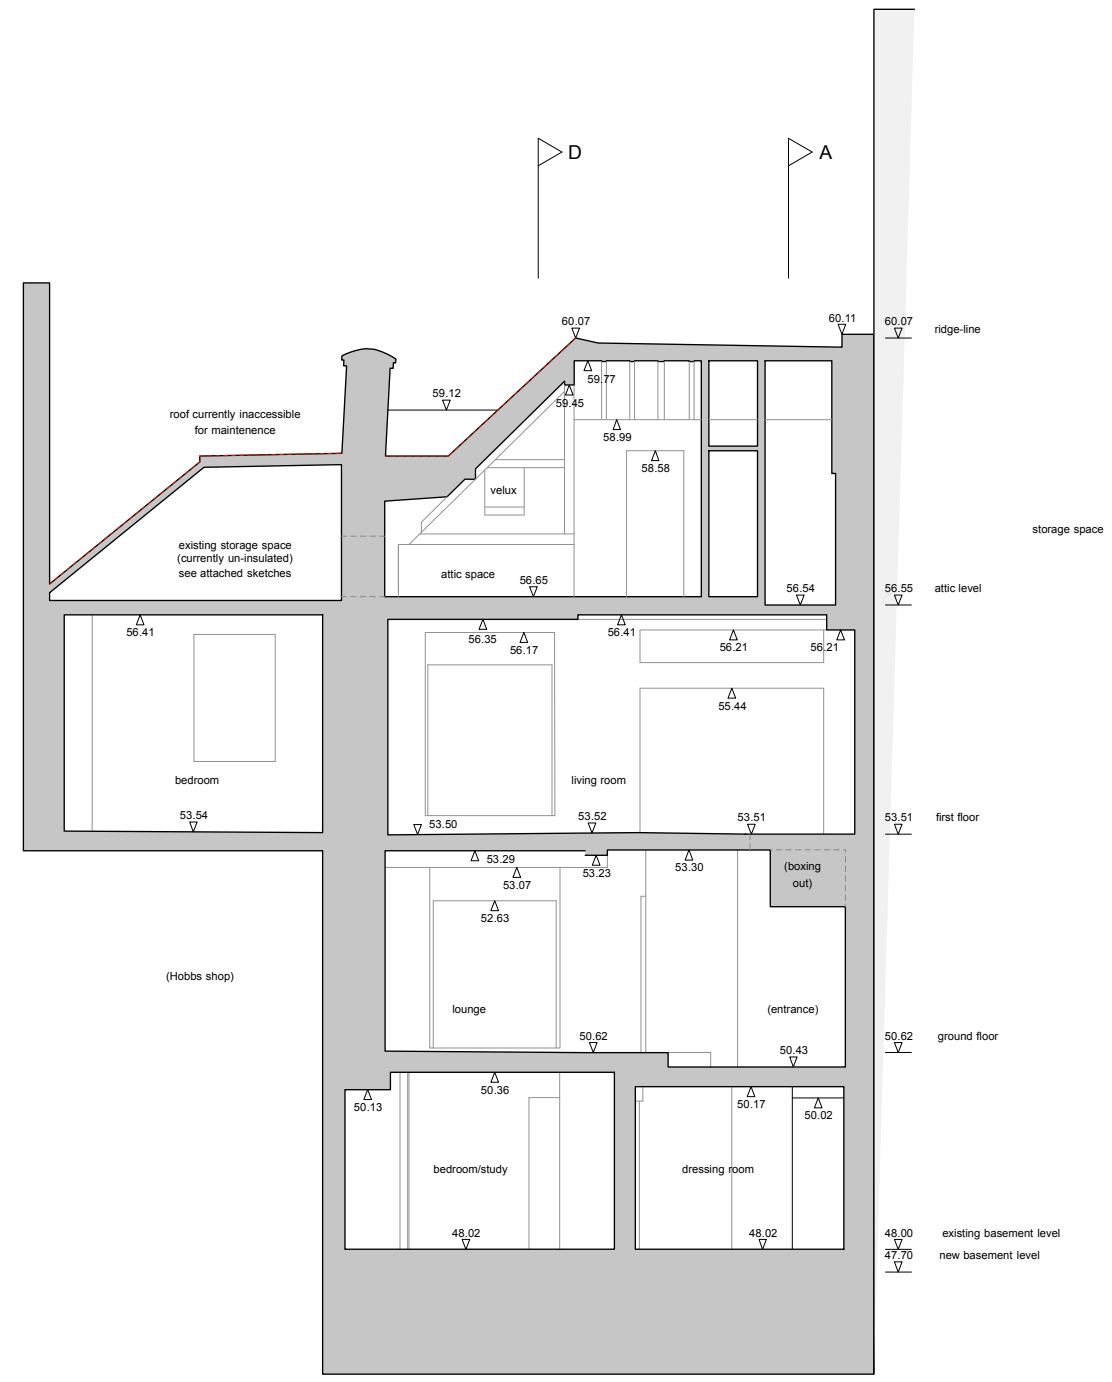 D
A
60.07
60.11
60.07
ridge-line
59.77
59.12
59.45
roof currently inaccessible
for maintenence
58.99
58.58
velux
storage space
existing storage space
(currently un-insulated)
see attached sketches
attic space
56.65
56.54
56.55
attic level
56.41
56.35
56.17
56.41
56.21
56.21
55.44
bedroom
living room
53.54
53.50
53.52
53.51
53.51
first floor
53.29
53.07
53.23
53.30
(boxing
out)
52.63
(Hobbs shop)
lounge
(entrance)
50.62
50.43
50.62
ground floor
50.13
50.36
50.17
50.02
bedroom/study
dressing room
48.02
48.02
48.00
existing basement level
47.70
new basement level